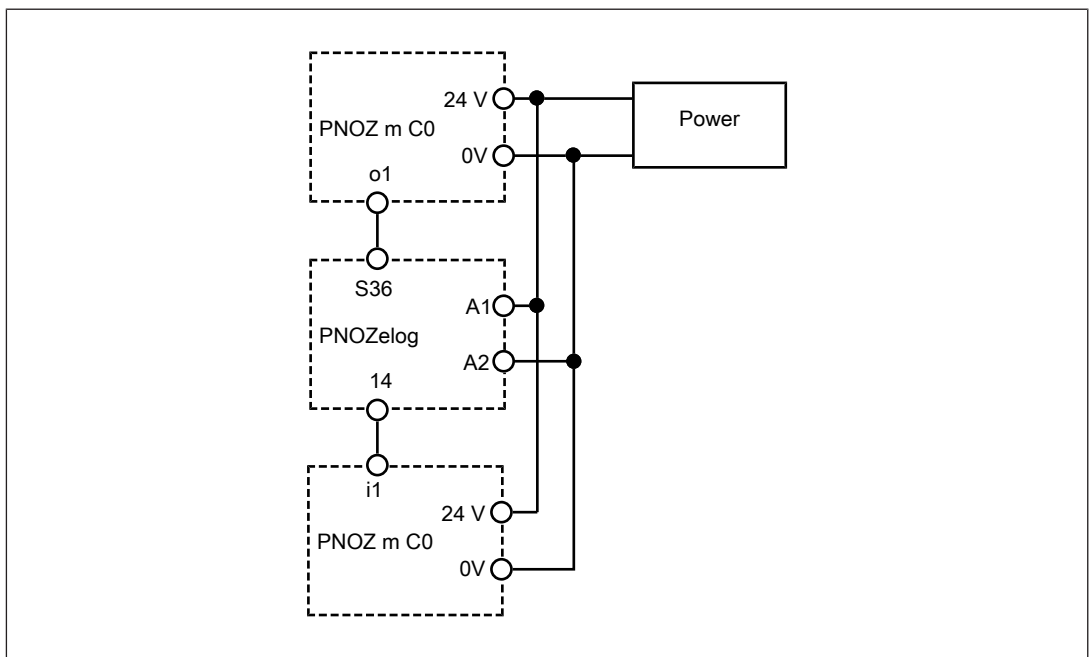 24 V
Power
PNOZ m C0
0V
o1
S36
A1
PNOZelog
A2
14
i1
24 V
PNOZ m C0
0V